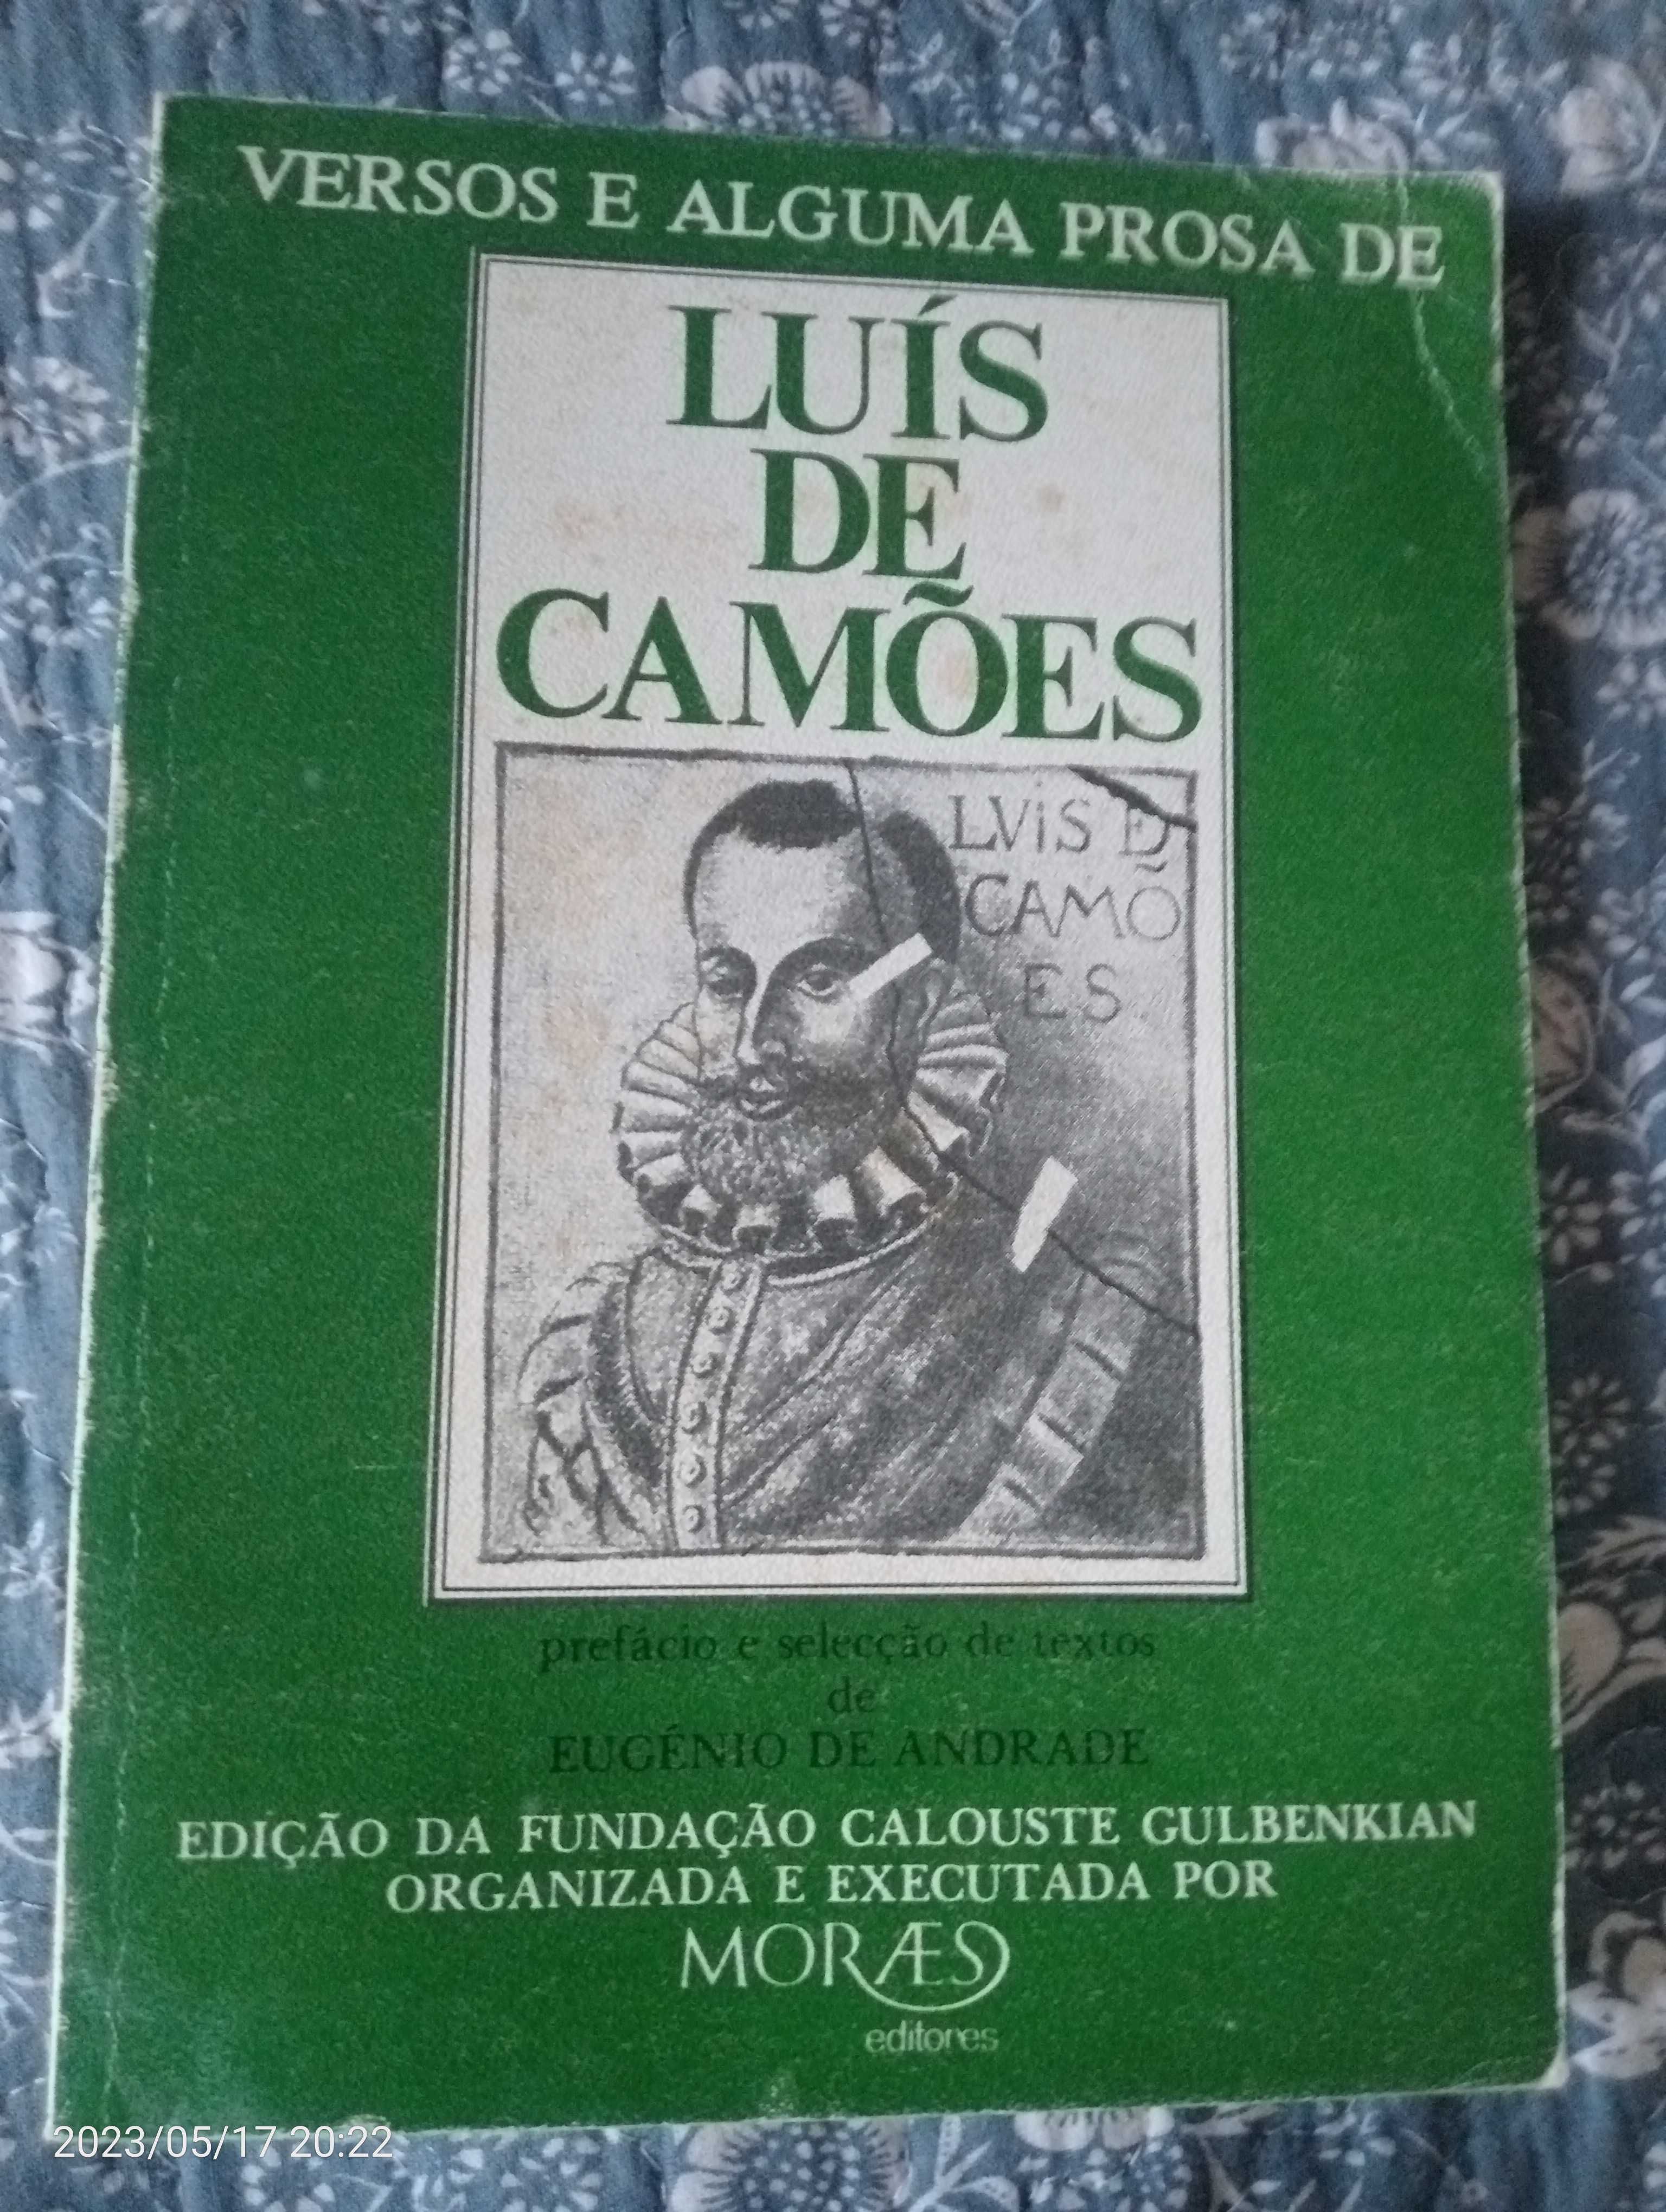 VERSOS E ALGUMA PROSA DE
LUÍS
DE
CAMÕES
LVIS D
CAMÕ
ES
prefácio e selecção de textos
de
EUGÉNIO DE ANDRADE
EDIÇÃO DA FUNDAÇÃO CALOUSTE GULBENKIAN
ORGANIZADA E EXECUTADA POR
MORÆS
editores
2023/05/17 20:22